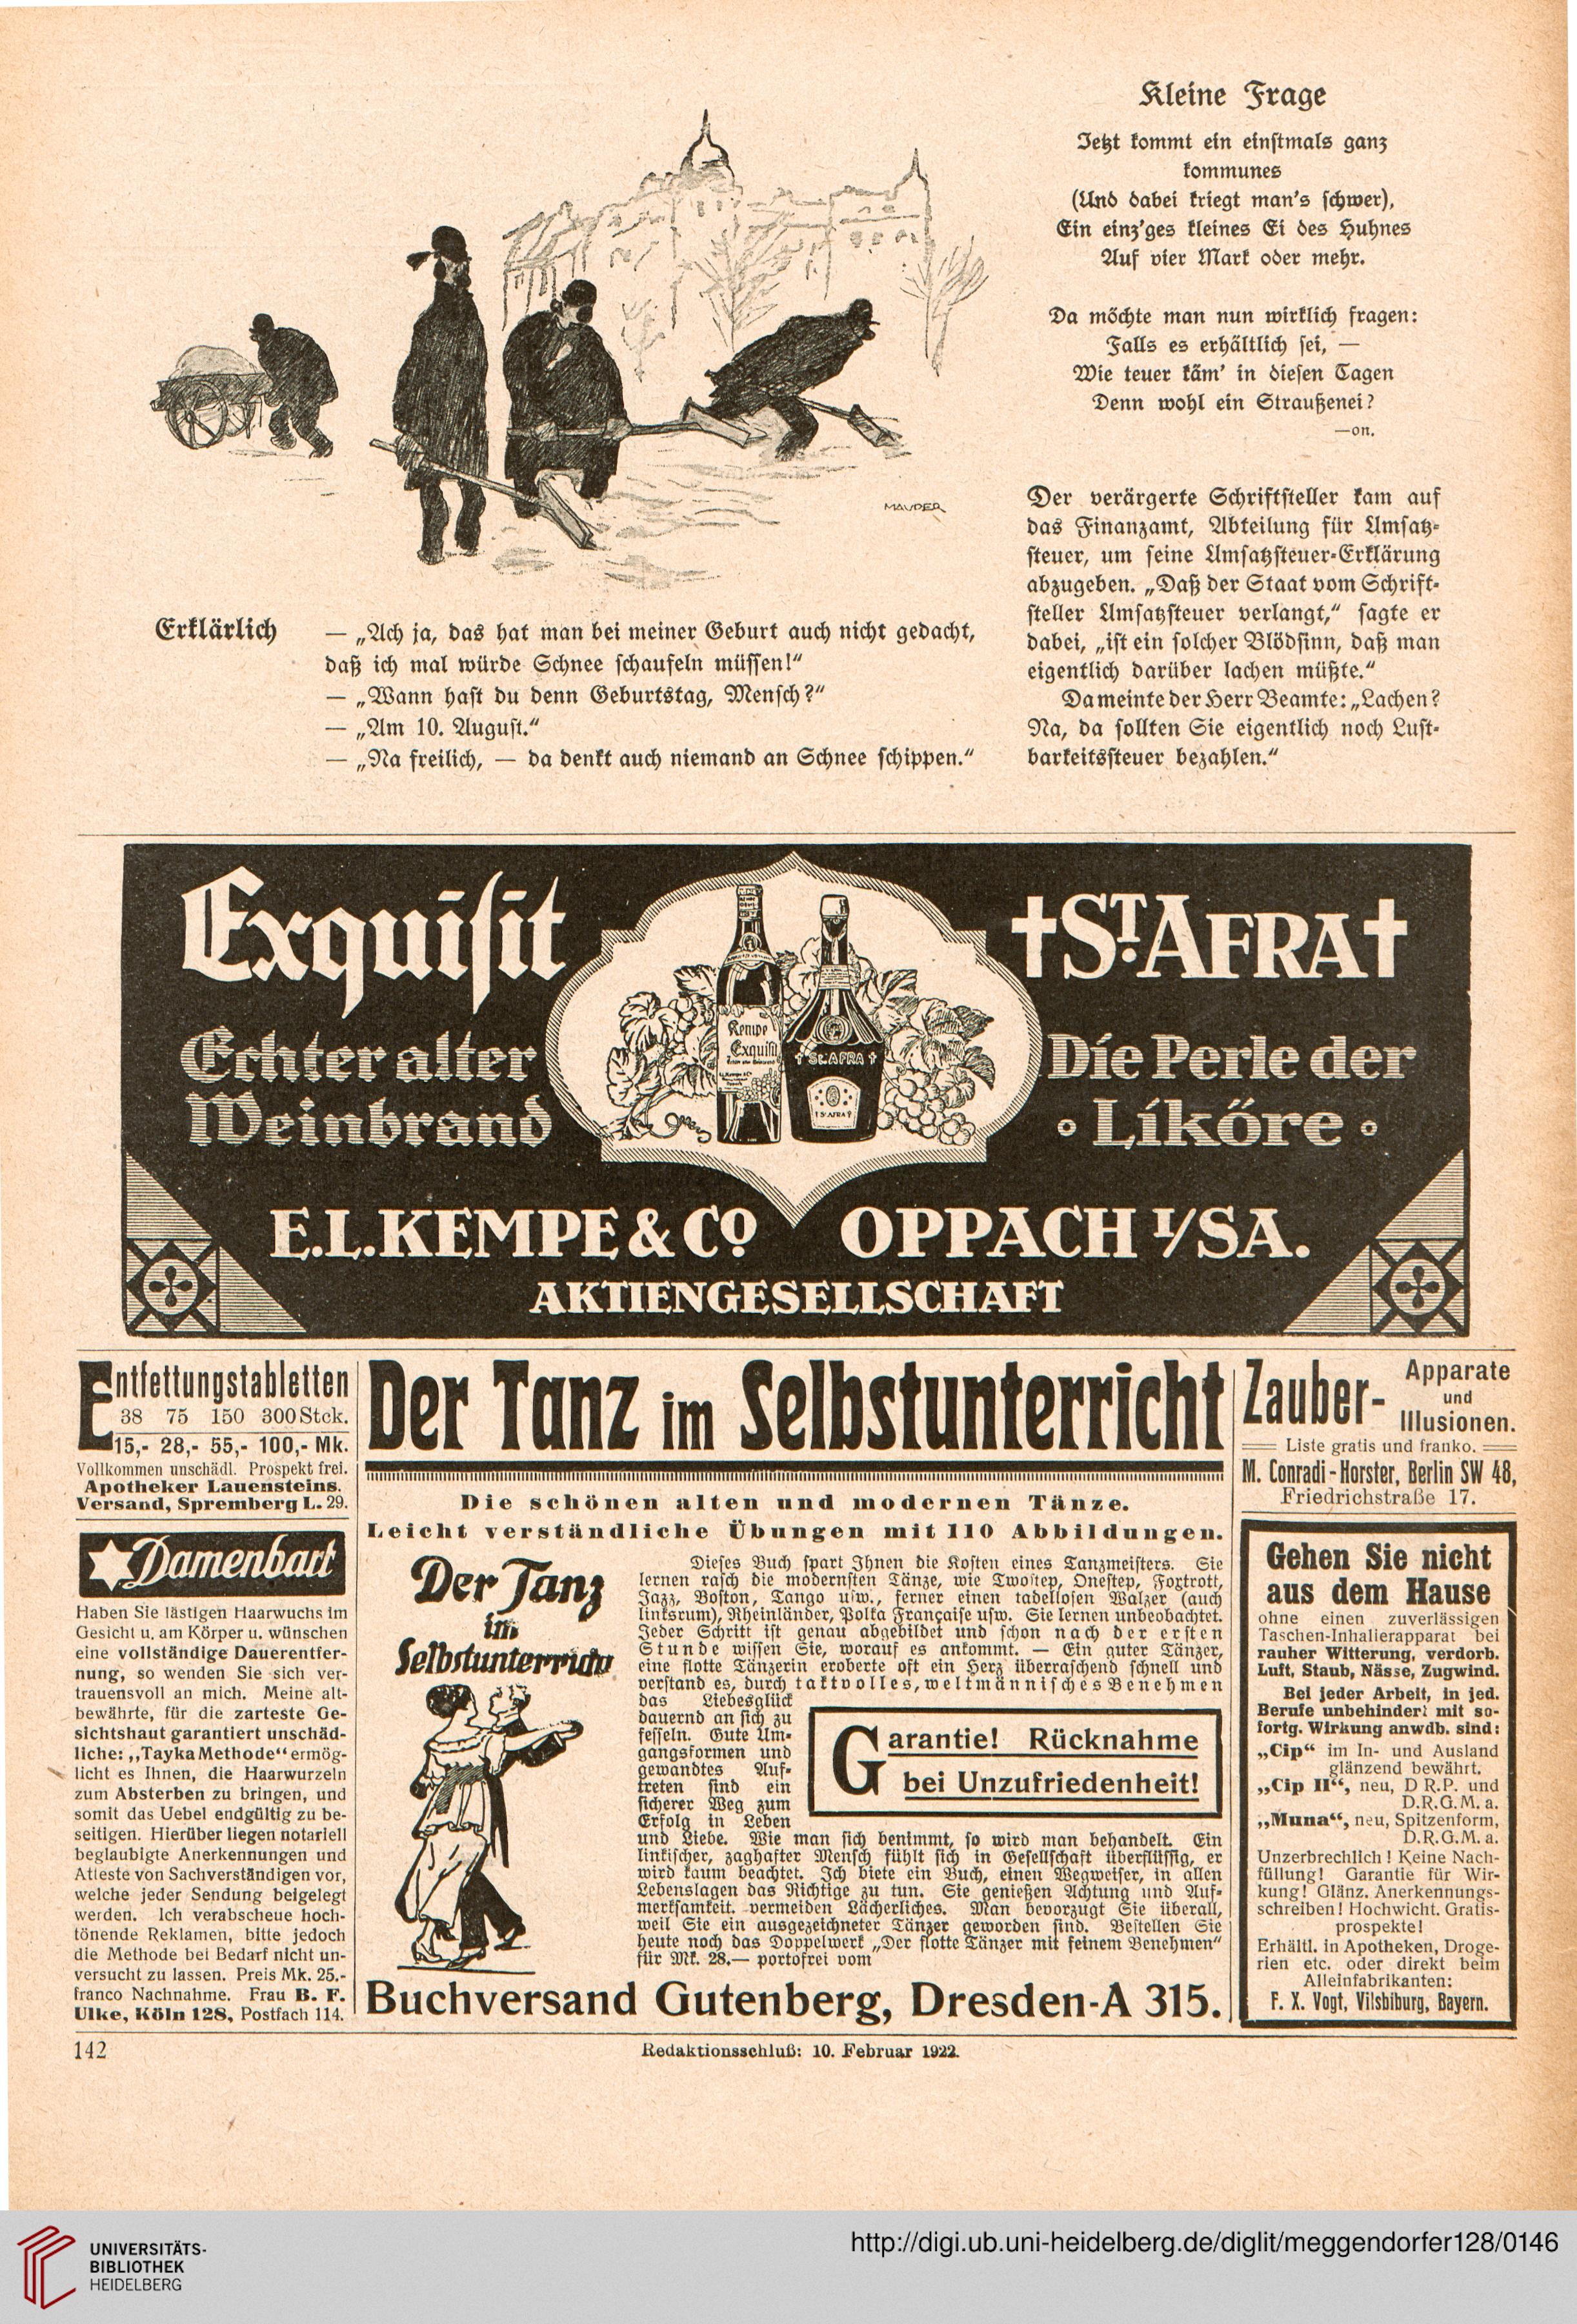 MAUDER
Erklärlich
— „Ach ja, das hat man bei meiner Geburt auch nicht gedacht,
daß ich mal würde Schnee schaufeln müssen!“
— „Wann hast du denn Geburtstag, Mensch?“
— „Am 10. August.“
— „Na freilich, — da denkt auch niemand an Schnee schippen.“
Kleine Frage
Jetzt kommt ein einstmals ganz
kommunes
(Und dabei kriegt man's schwer),
Ein einz'ges kleines Ei des Huhnes
Auf vier Mark oder mehr.
Da möchte man nun wirklich fragen:
Falls es erhältlich sei, —
Wie teuer käm' in diesen Tagen
Denn wohl ein Straußenei?
—on.
Der verärgerte Schriftsteller kam auf
das Finanzamt, Abteilung für Umsatz-
steuer, um seine Umsatzsteuer-Erklärung
abzugeben. „Daß der Staat vom Schrift-
steller Umsatzsteuer verlangt,“ sagte er
dabei, „ist ein solcher Blödsinn, daß man
eigentlich darüber lachen müßte.“
Da meinte der Herr Beamte: „Lachen?
Na, da sollten Sie eigentlich noch Lust-
barkeitssteuer bezahlen.“
Exquisit
Echter alter
Weinbrand
Kempe
Exquisit
† ST. AFRA †
† ST. AFRA †
† ST. AFRA †
Die Perle der
Liköre
E. L. KEMPE & CO OPPACH I/SA.
AKTIENGESELLSCHAFT
Entfettungstabletten
38 75 150 300 Stck.
15,- 28,- 55,- 100,- Mk.
Vollkommen unschädl. Prospekt frei.
Apotheker Lauensteins.
Versand, Spremberg L. 29.
Damenbart
Haben Sie lästigen Haarwuchs im
Gesicht u. am Körper u. wünschen
eine vollständige Dauerentfer-
nung, so wenden Sie sich ver-
trauensvoll an mich. Meine alt-
bewährte, für die zarteste Ge-
sichtshaut garantiert unschäd-
liche: „Tayka Methode“ ermög-
licht es Ihnen, die Haarwurzeln
zum Absterben zu bringen, und
somit das Uebel endgültig zu be-
seitigen. Hierüber liegen notariell
beglaubigte Anerkennungen und
Atteste von Sachverständigen vor,
welche jeder Sendung beigelegt
werden. Ich verabscheue hoch-
tönende Reklamen, bitte jedoch
die Methode bei Bedarf nicht un-
versucht zu lassen. Preis Mk. 25.-
franco Nachnahme. Frau B. F.
Ulke, Köln 128, Postfach 114.
Der Tanz im Selbstunterricht
Die schönen alten und modernen Tänze.
Leicht verständliche Übungen mit 110 Abbildungen.
Der Tanz
im
Selbstunterricht
Dieses Buch spart Ihnen die Kosten eines Tanzmeisters. Sie
lernen rasch die modernsten Tänze, wie Twostep, Onestep, Foxtrott,
Jazz, Boston, Tango usw., ferner einen tadellosen Walzer (auch
linksrum), Rheinländer, Polka Française usw. Sie lernen unbeobachtet.
Jeder Schritt ist genau abgebildet und schon nach der ersten
Stunde wissen Sie, worauf es ankommt. — Ein guter Tänzer,
eine flotte Tänzerin eroberte oft ein Herz überraschend schnell und
verstand es, durch taktvolles, weltmännisches Benehmen
das Liebesglück
dauernd an sich zu
fesseln. Gute Um-
gangsformen und
gewandtes Auf-
treten sind ein
sicherer Weg zum
Erfolg in Leben
und Liebe. Wie man sich benimmt, so wird man behandelt. Ein
linkischer, zaghafter Mensch fühlt sich in Gesellschaft überflüssig, er
wird kaum beachtet. Ich biete ein Buch, einen Wegweiser, in allen
Lebenslagen das Richtige zu tun. Sie genießen Achtung und Auf-
merksamkeit. vermeiden Lächerliches. Man bevorzugt Sie überall,
weil Sie ein ausgezeichneter Tänzer geworden sind. Bestellen Sie
heute noch das Doppelwerk „Der flotte Tänzer mit feinem Benehmen“
für Mk. 28.— portofrei vom
Garantie! Rücknahme
bei Unzufriedenheit!
Buchversand Gutenberg, Dresden-A 315.
Zauber-
Apparate
und
Illusionen.
Liste gratis und franko.
M. Conradi-Horster, Berlin SW 48,
Friedrichstraße 17.
Gehen Sie nicht
aus dem Hause
ohne einen zuverlässigen
Taschen-Inhalierapparat bei
rauher Witterung, verdorb.
Luft, Staub, Nässe, Zugwind.
Bei jeder Arbeit, in jed.
Berufe unbehindert mit so-
fortg. Wirkung anwdb. sind:
„Cip“ im In- und Ausland
glänzend bewährt.
„Cip II“, neu, D R.P. und
D.R.G.M. a.
„Muna“, neu, Spitzenform,
D.R.G.M. a.
Unzerbrechlich! Keine Nach-
füllung! Garantie für Wir-
kung! Glänz. Anerkennungs-
schreiben! Hochwicht. Gratis-
prospekte!
Erhältl. in Apotheken, Droge-
rien etc. oder direkt beim
Alleinfabrikanten:
F. X. Vogt, Vilsbiburg, Bayern.
142
Redaktionsschluß: 10. Februar 1922.
UNIVERSITÄTS-
BIBLIOTHEK
HEIDELBERG
http://digi.ub.uni-heidelberg.de/diglit/meggendorfer128/0146